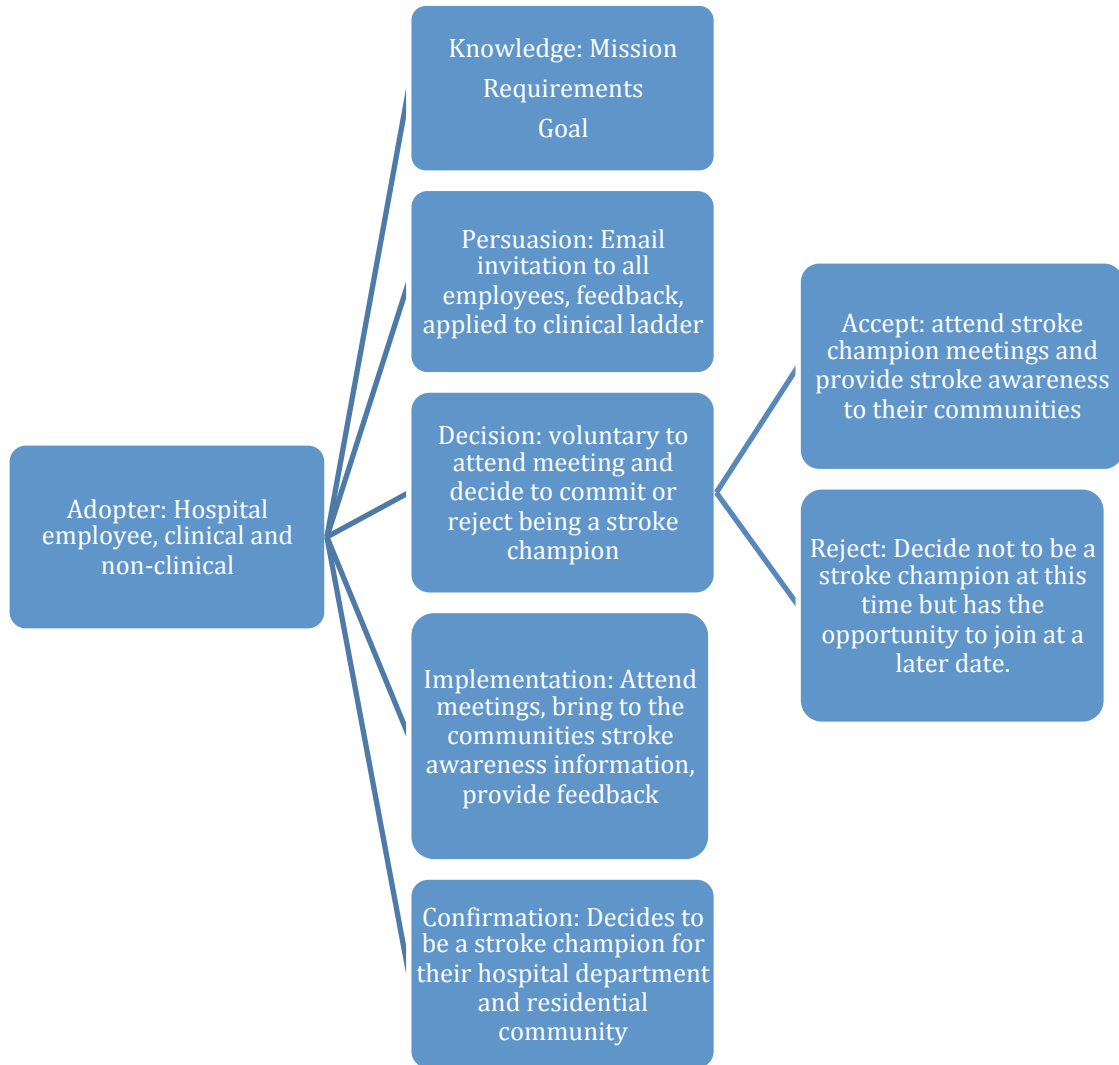 Knowledge: Mission
Requirements
Goal
Persuasion: Email
invitation to all
employees, feedback,
applied to clinical ladder
Accept: attend stroke
champion meetings and
provide stroke awareness
to their communities
Decision: voluntary to
attend meeting and
decide to commit or
reject being a stroke
champion
Adopter: Hospital
employee, clinical and
non-clinical
Reject: Decide not to be a
stroke champion at this
time but has the
opportunity to join at a
later date.
Implementation: Attend
meetings, bring to the
communities stroke
awareness information,
provide feedback
Confirmation: Decides to
be a stroke champion for
their hospital department
and residential
community